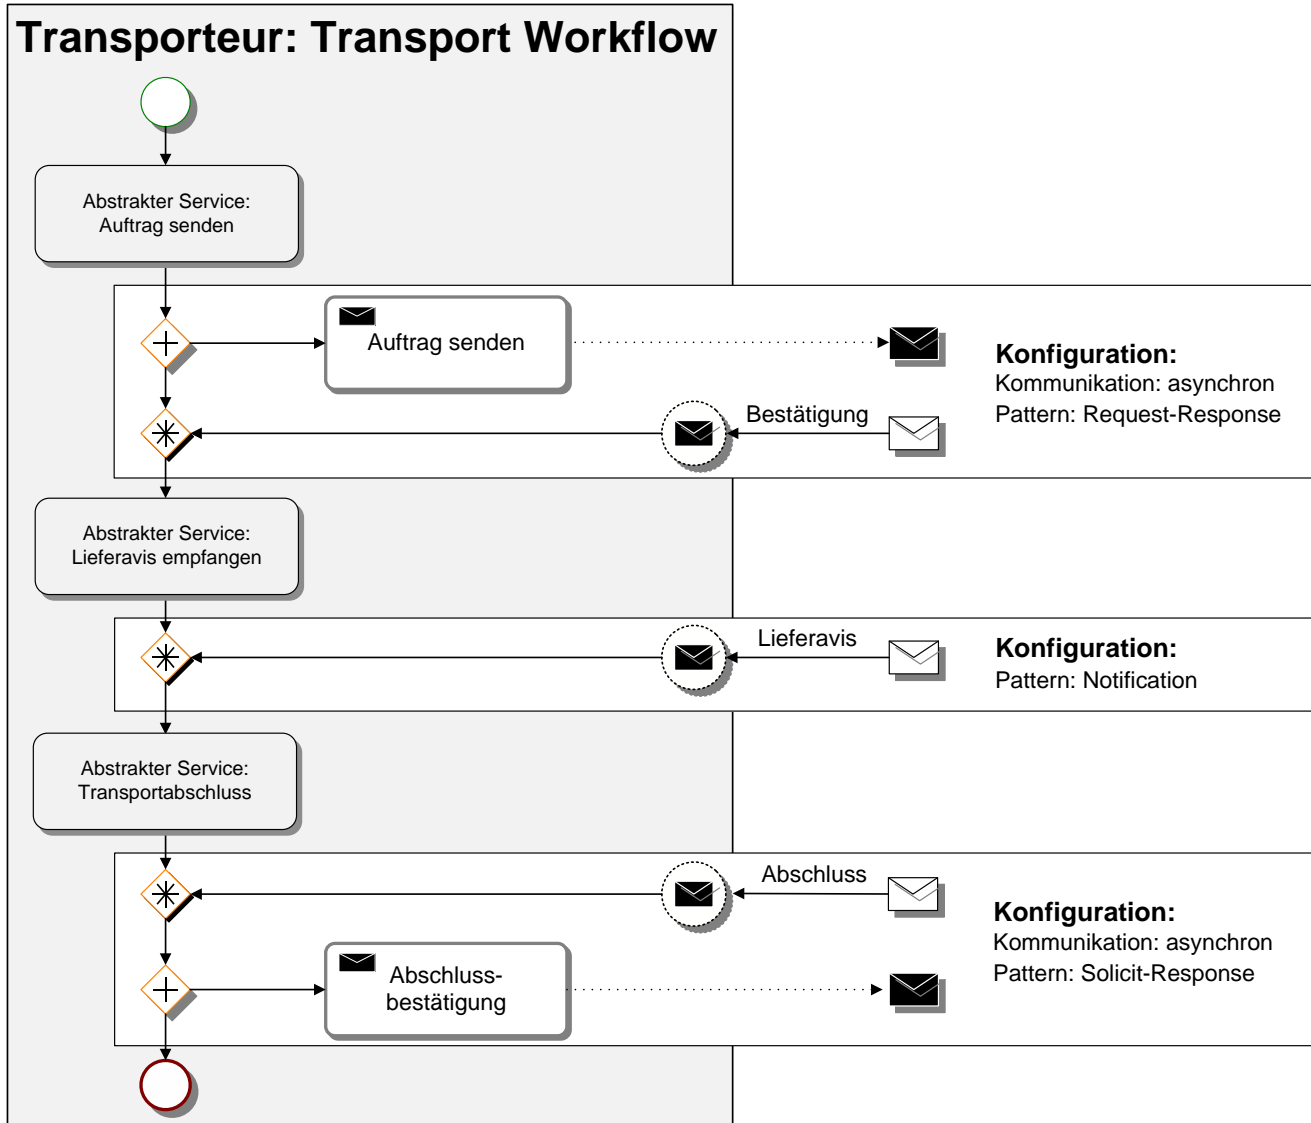 Transporteur: Transport Workflow
Abstrakter Service:
Auftrag senden
Auftrag senden
Konfiguration:
Kommunikation: asynchron
Pattern: Request-Response
Bestätigung
Abstrakter Service:
Lieferavis empfangen
Lieferavis
Konfiguration:
Pattern: Notification
Abstrakter Service:
Transportabschluss
Abschluss
Konfiguration:
Kommunikation: asynchron
Pattern: Solicit-Response
Abschluss-
bestätigung